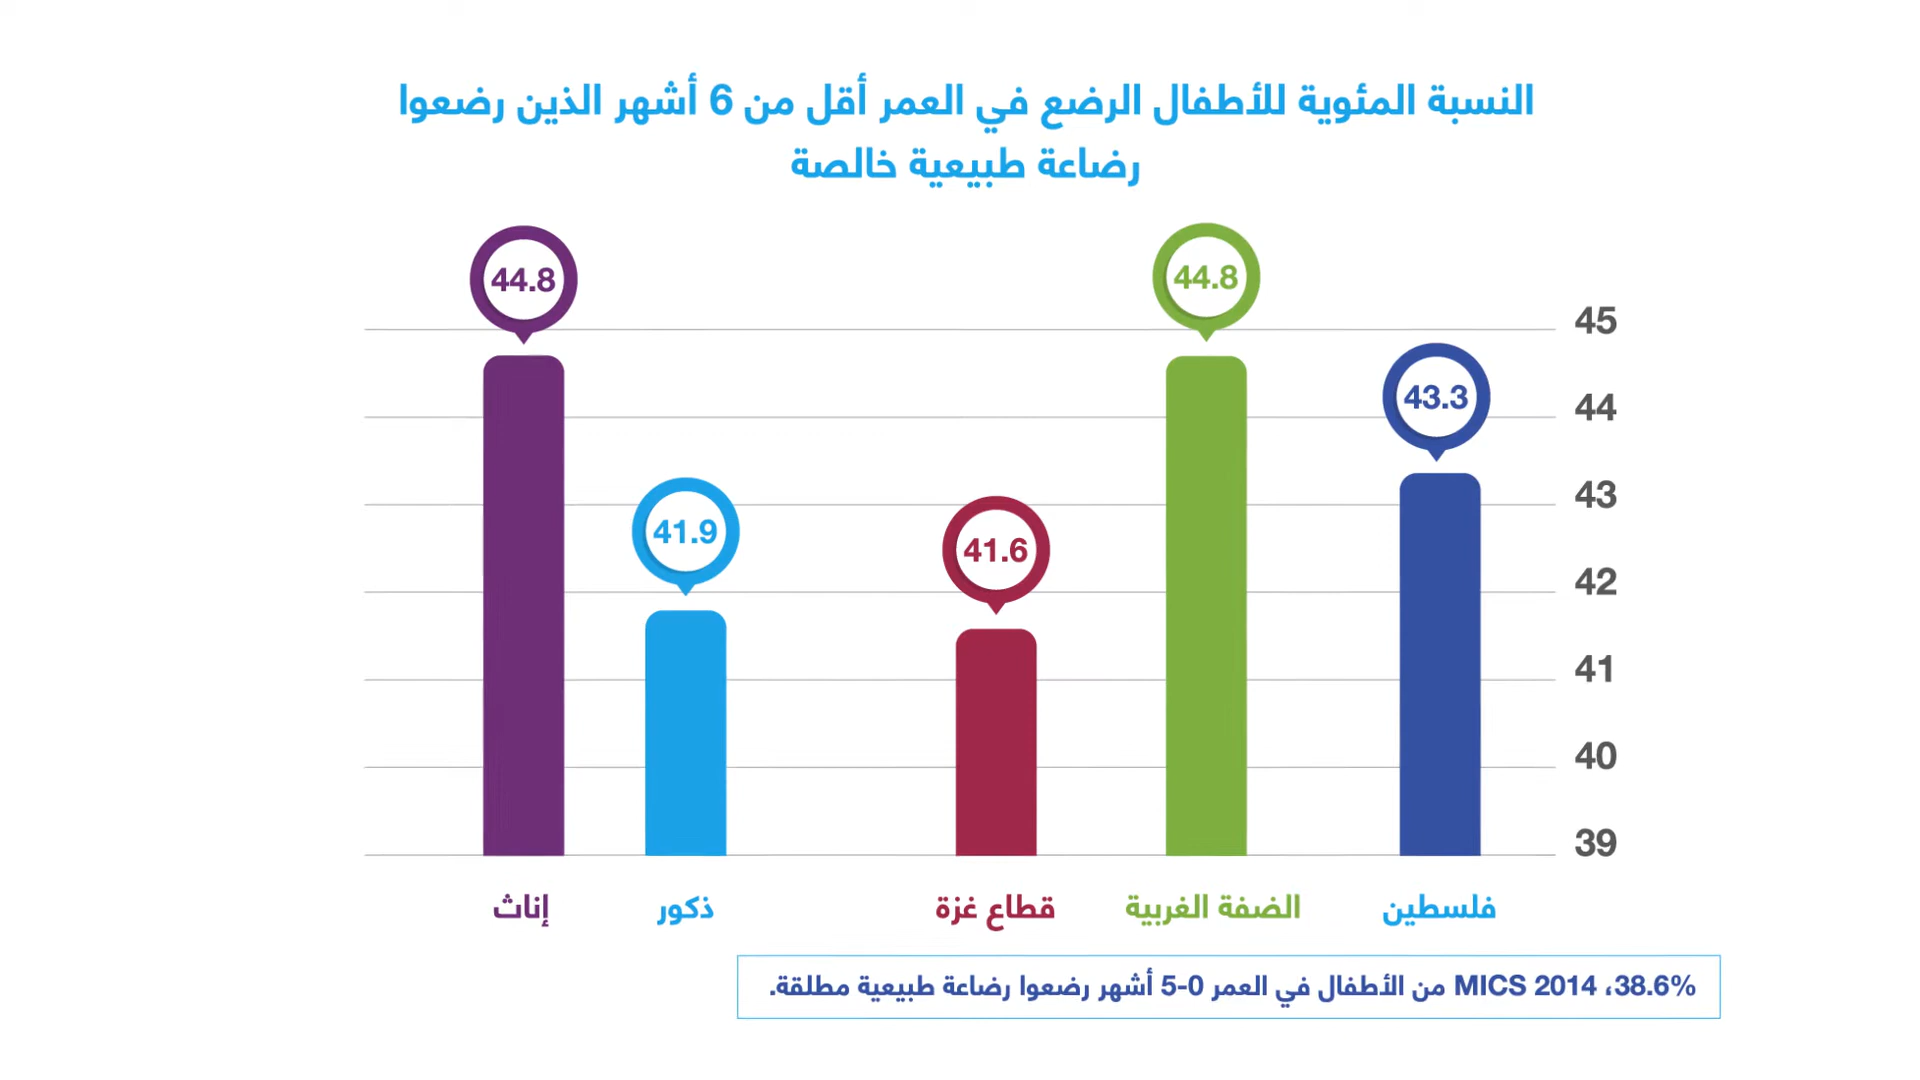 النسبة المئوية للأطفال الرضع في العمر أقل من 6 أشهر الذين رضعوا
رضاعة طبيعية خالصة
44.8
44.8
43.3
41.9
41.6
45
44
43
42
41
40
39
فلسطين
الضفة الغربية
قطاع غزة
ذكور
إناث
38.6%، MICS 2014 من الأطفال في العمر 0-5 أشهر رضعوا رضاعة طبيعية مطلقة.